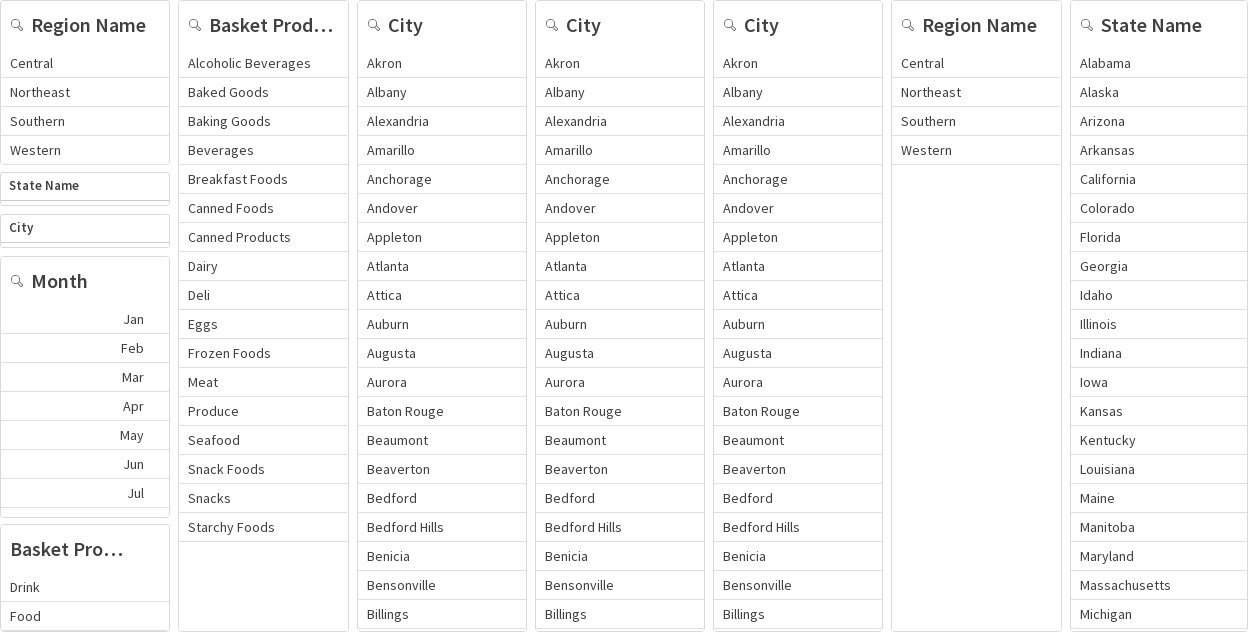 Region Name
Central
Northeast
Southern
Western
State Name
City
Month
Jan
Feb
Mar
Apr
May
Jun
Jul
Basket Pro...
Drink
Food
Basket Prod...
Alcoholic Beverages
Baked Goods
Baking Goods
Beverages
Breakfast Foods
Canned Foods
Canned Products
Dairy
Deli
Eggs
Frozen Foods
Meat
Produce
Seafood
Snack Foods
Snacks
Starchy Foods
City
Akron
Albany
Alexandria
Amarillo
Anchorage
Andover
Appleton
Atlanta
Attica
Auburn
Augusta
Aurora
Baton Rouge
Beaumont
Beaverton
Bedford
Bedford Hills
Benicia
Bensonville
Billings
City
Akron
Albany
Alexandria
Amarillo
Anchorage
Andover
Appleton
Atlanta
Attica
Auburn
Augusta
Aurora
Baton Rouge
Beaumont
Beaverton
Bedford
Bedford Hills
Benicia
Bensonville
Billings
City
Akron
Albany
Alexandria
Amarillo
Anchorage
Andover
Appleton
Atlanta
Attica
Auburn
Augusta
Aurora
Baton Rouge
Beaumont
Beaverton
Bedford
Bedford Hills
Benicia
Bensonville
Billings
Region Name
Central
Northeast
Southern
Western
State Name
Alabama
Alaska
Arizona
Arkansas
California
Colorado
Florida
Georgia
Idaho
Illinois
Indiana
Iowa
Kansas
Kentucky
Louisiana
Maine
Manitoba
Maryland
Massachusetts
Michigan